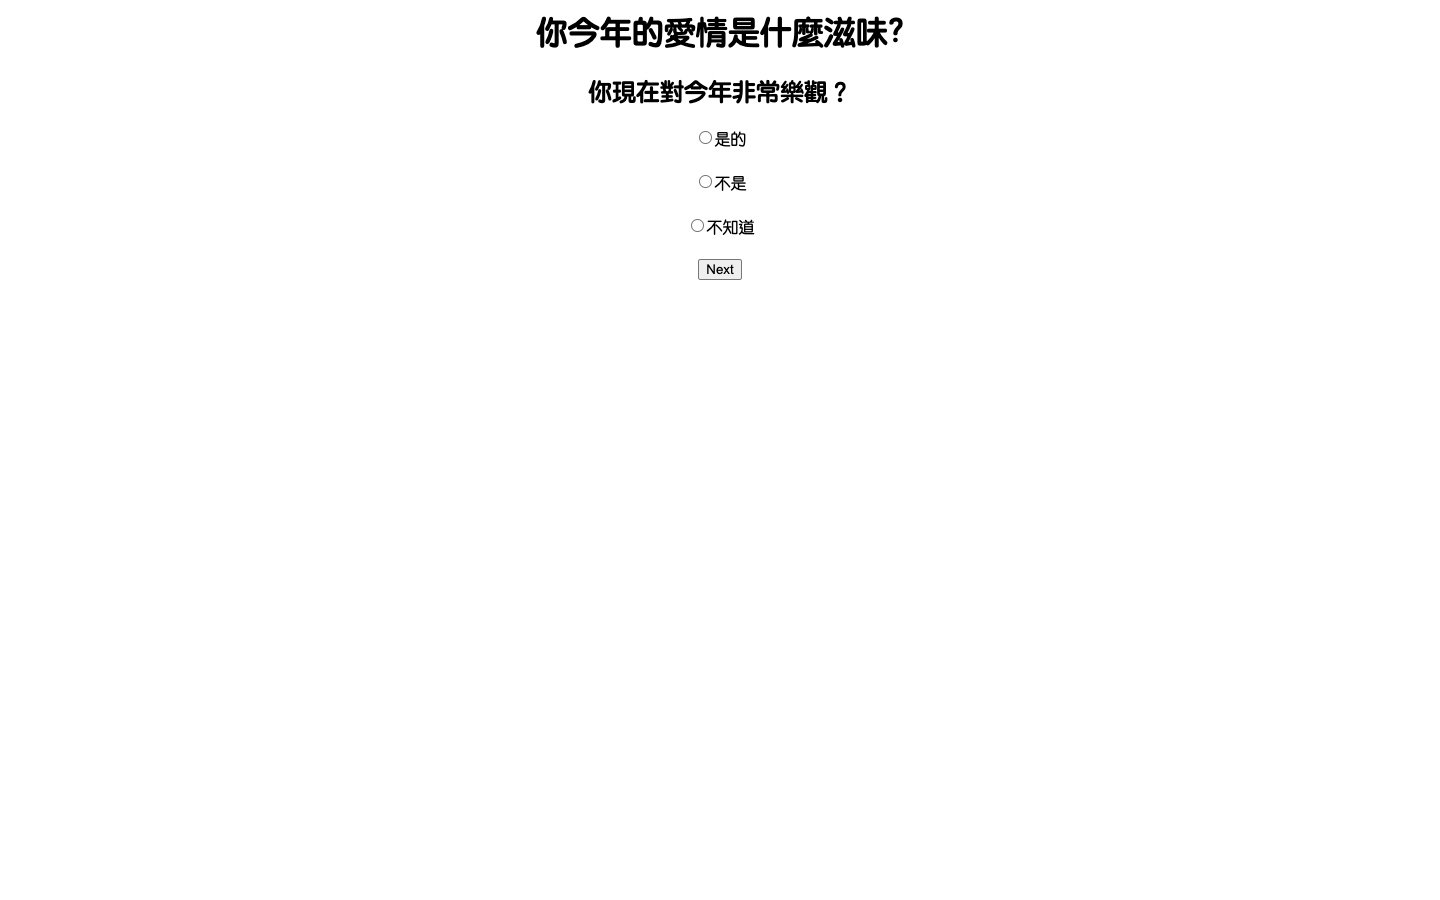 你今年的愛情是什麼滋味?
你現在對今年非常樂觀？
是的
不是
不知道
Next